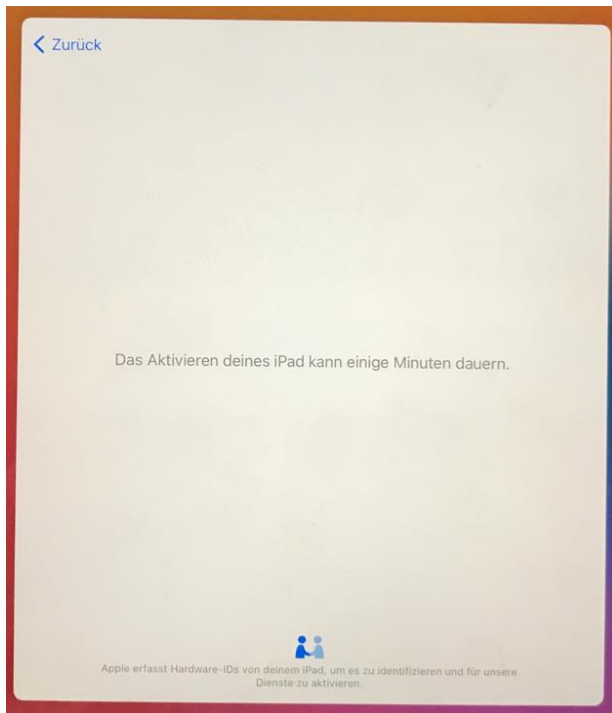 Zurück
Das Aktivieren deines iPad kann einige Minuten dauern.
Apple erfasst Hardware-IDs von deinem iPad, um es zu identifizieren und für unsere
Dienste zu aktivieren.